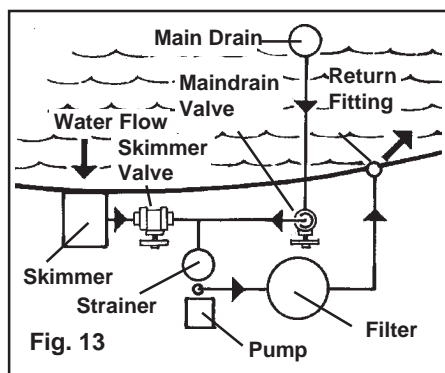 Main Drain
Maindrain
Valve
Return
Fitting
Water Flow
Skimmer
Valve
Skimmer
Strainer
Filter
Pump
Fig. 13